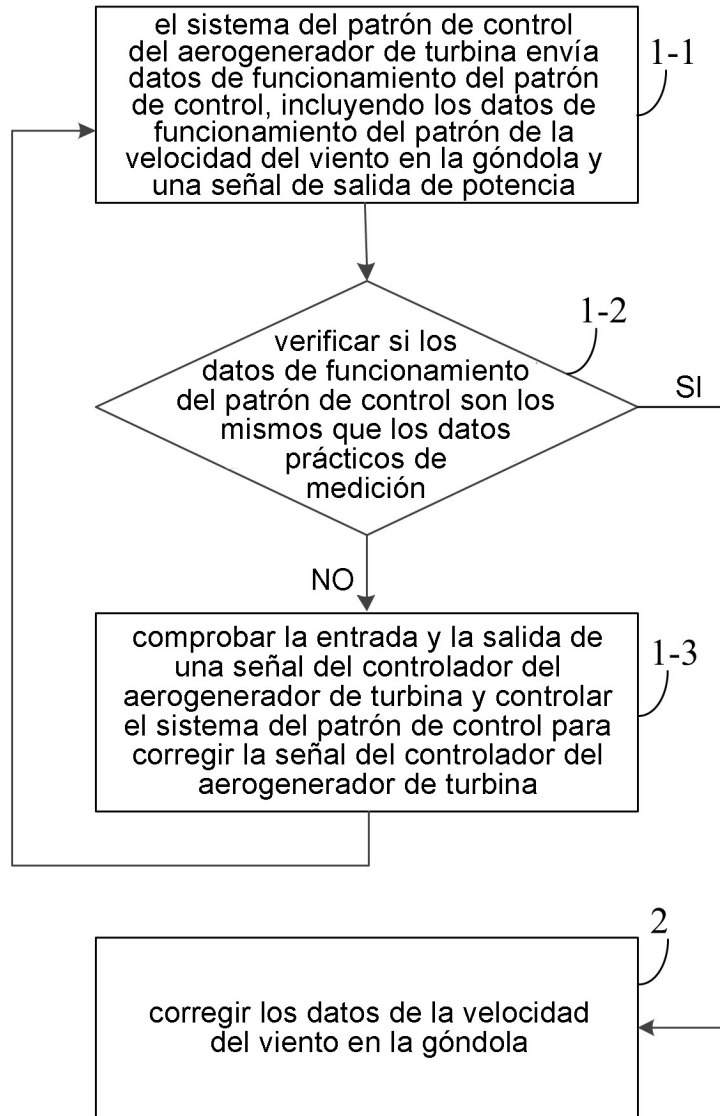 el sistema del patrón de control
del aerogenerador de turbina envía
datos de funcionamiento del patrón
de control, incluyendo los datos de
funcionamiento del patrón de la
velocidad del viento en la góndola y
una señal de salida de potencia
1-1
1-2
verificar si los
datos de funcionamiento
del patrón de control son los
mismos que los datos
prácticos de
medición
SI
NO
comprobar la entrada y la salida de
una señal del controlador del
aerogenerador de turbina y controlar
el sistema del patrón de control para
corregir la señal del controlador del
aerogenerador de turbina
1-3
2
corregir los datos de la velocidad
del viento en la góndola